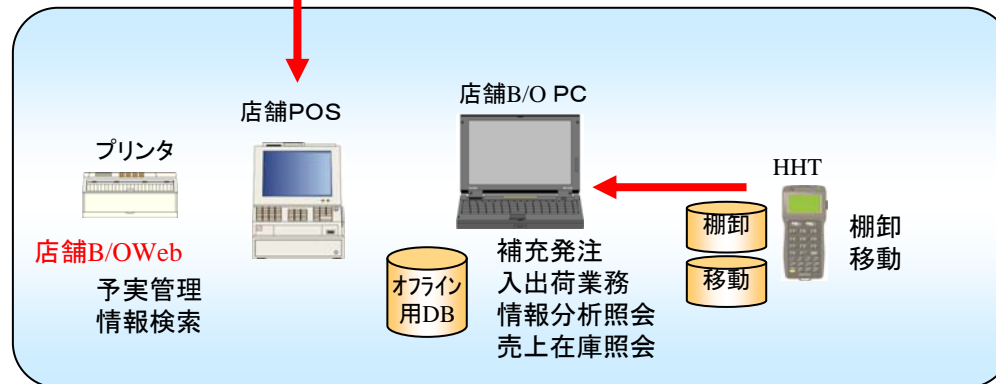 店舗POS
店舗B/O PC
プリンタ
HHT
店舗B/OWeb
予実管理
情報検索
オフライン
用DB
補充発注
入出荷業務
情報分析照会
売上在庫照会
棚卸
移動
棚卸
移動